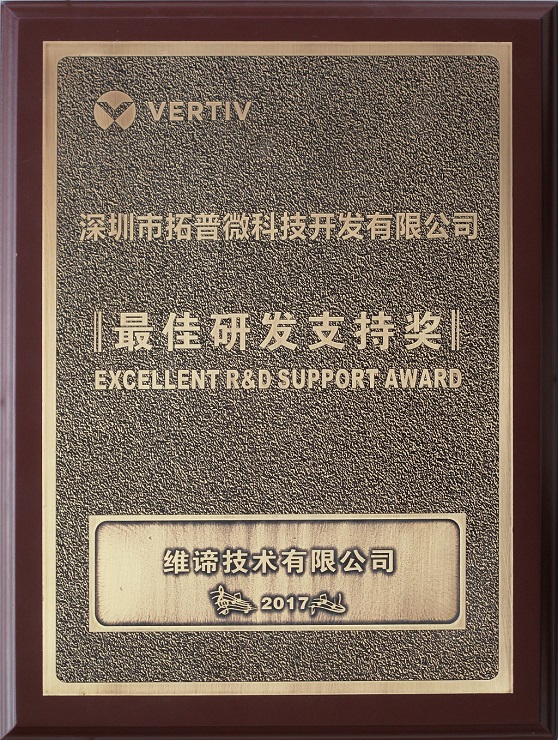 VERTIV
深圳市拓普微科技开发有限公司
最佳研发支持奖
EXCELLENT R&D SUPPORT AWARD
维谛技术有限公司
2017